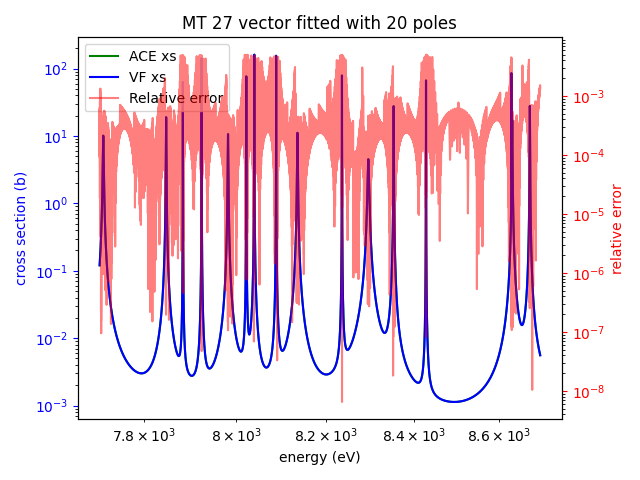 MT 27 vector fitted with 20 poles
ACE xs
VF xs
Relative error
cross section (b)
10²
10¹
10⁰
10⁻¹
10⁻²
10⁻³
relative error
10⁻³
10⁻⁴
10⁻⁵
10⁻⁶
10⁻⁷
10⁻⁸
7.8 × 10³
8 × 10³
8.2 × 10³
8.4 × 10³
8.6 × 10³
energy (eV)